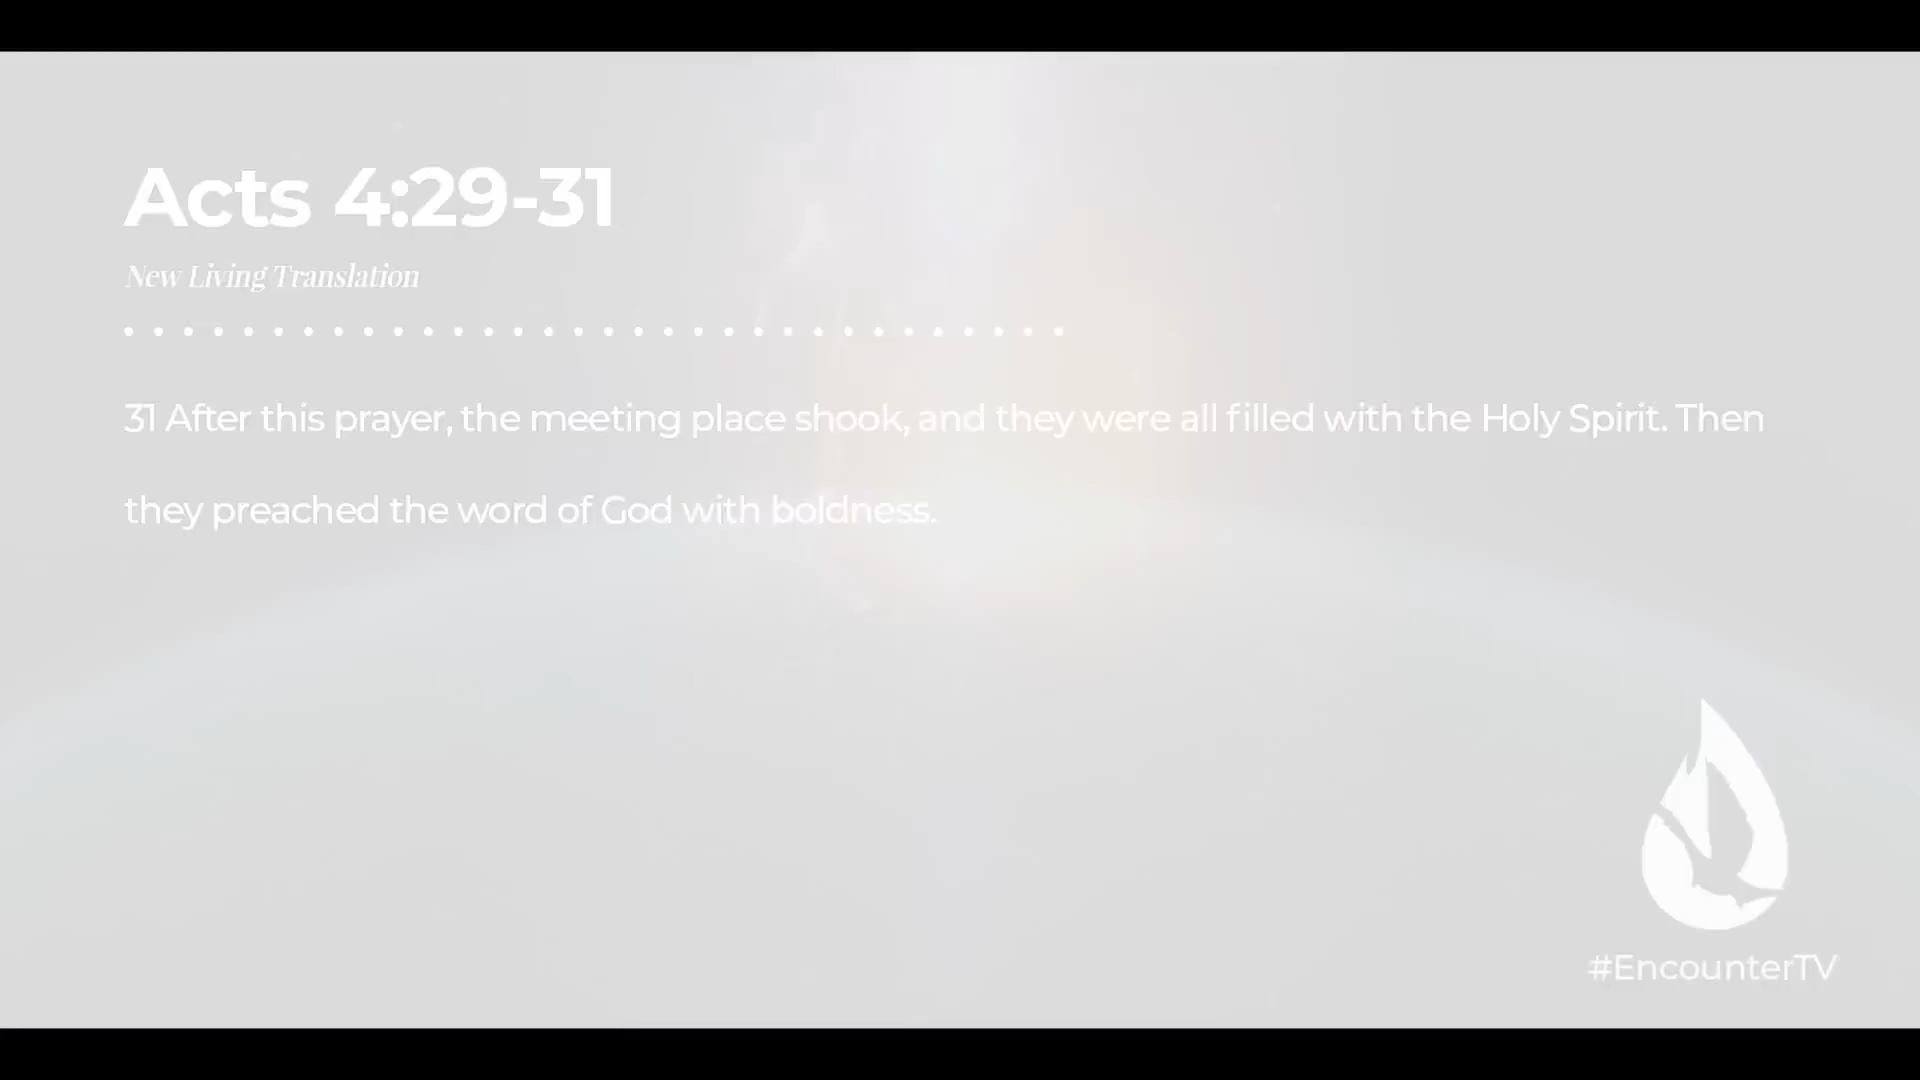 Acts 4:29-31
New Living Translation
31 After this prayer, the meeting place shook, and they were all filled with the Holy Spirit. Then
they preached the word of God with boldness.
#EncounterTV